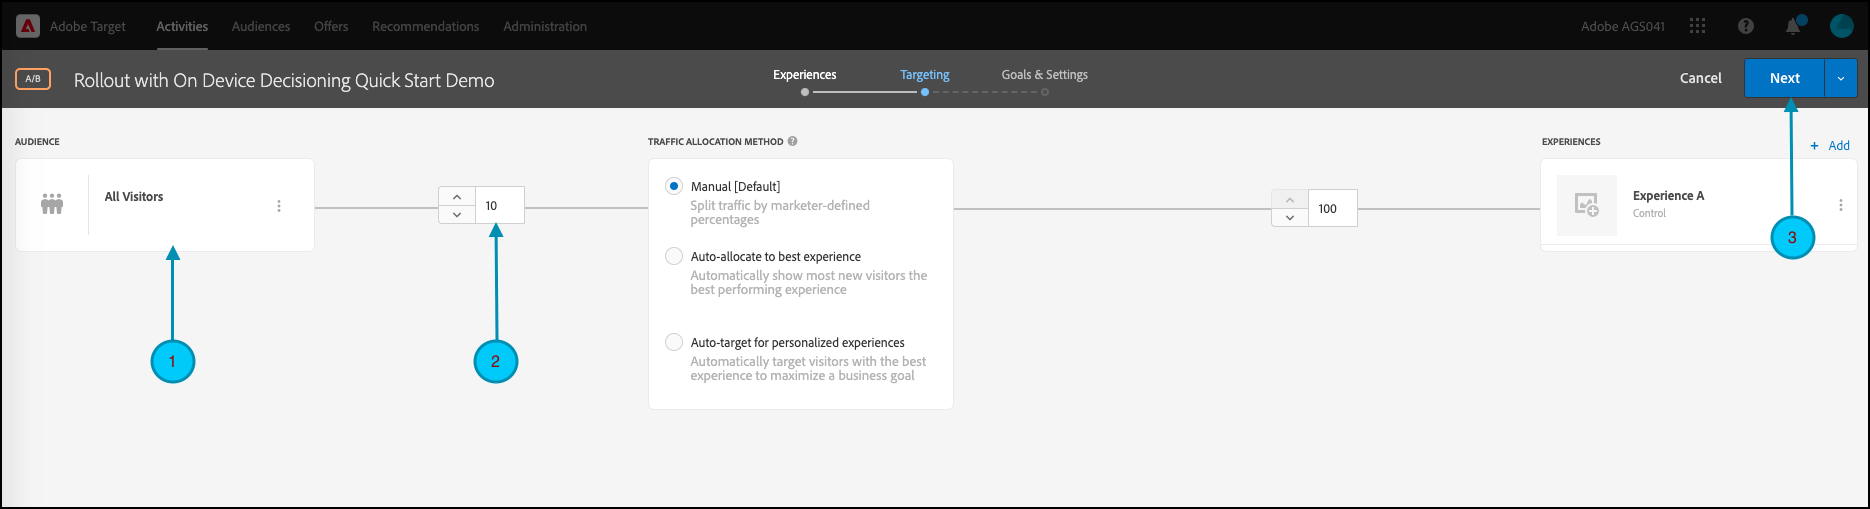 Adobe Target Activities Audiences Offers Recommendations Administration Adobe AGS041
A/B Rollout with On Device Decisioning Quick Start Demo Experiences Targeting Goals & Settings Cancel Next
AUDIENCE TRAFFIC ALLOCATION METHOD EXPERIENCES
+ Add
All Visitors
10
Manual [Default]
Split traffic by marketer-defined
percentages
Auto-allocate to best experience
Automatically show most new visitors the
best performing experience
Auto-target for personalized experiences
Automatically target visitors with the best
experience to maximize a business goal
100
Experience A
Control
1
2
3